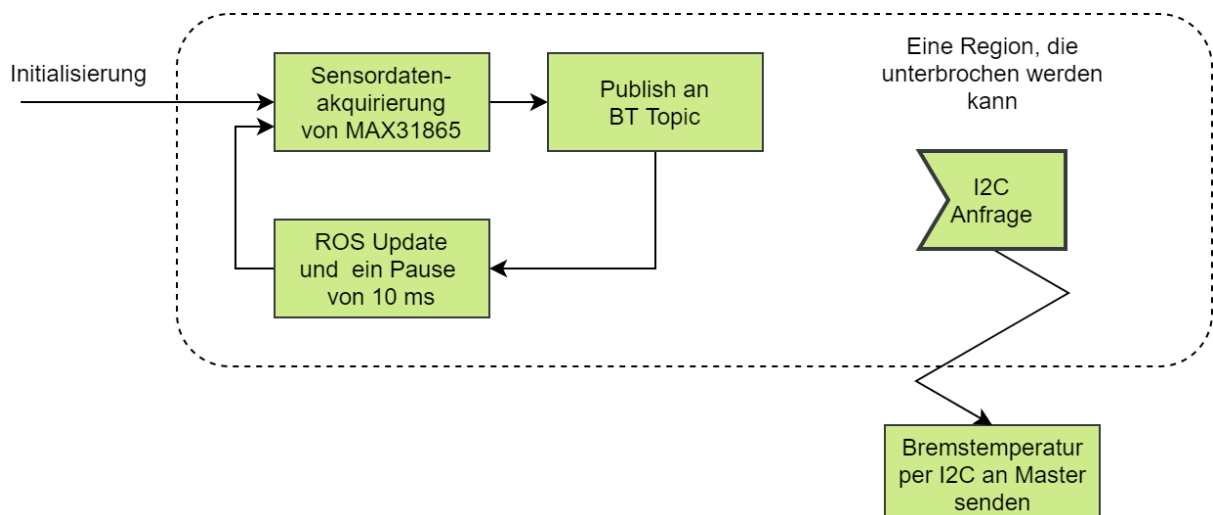 Initialisierung
Sensordaten-
akquirierung
von MAX31865
Publish an
BT Topic
ROS Update
und ein Pause
von 10 ms
Eine Region, die
unterbrochen werden
kann
I2C
Anfrage
Bremstemperatur
per I2C an Master
senden